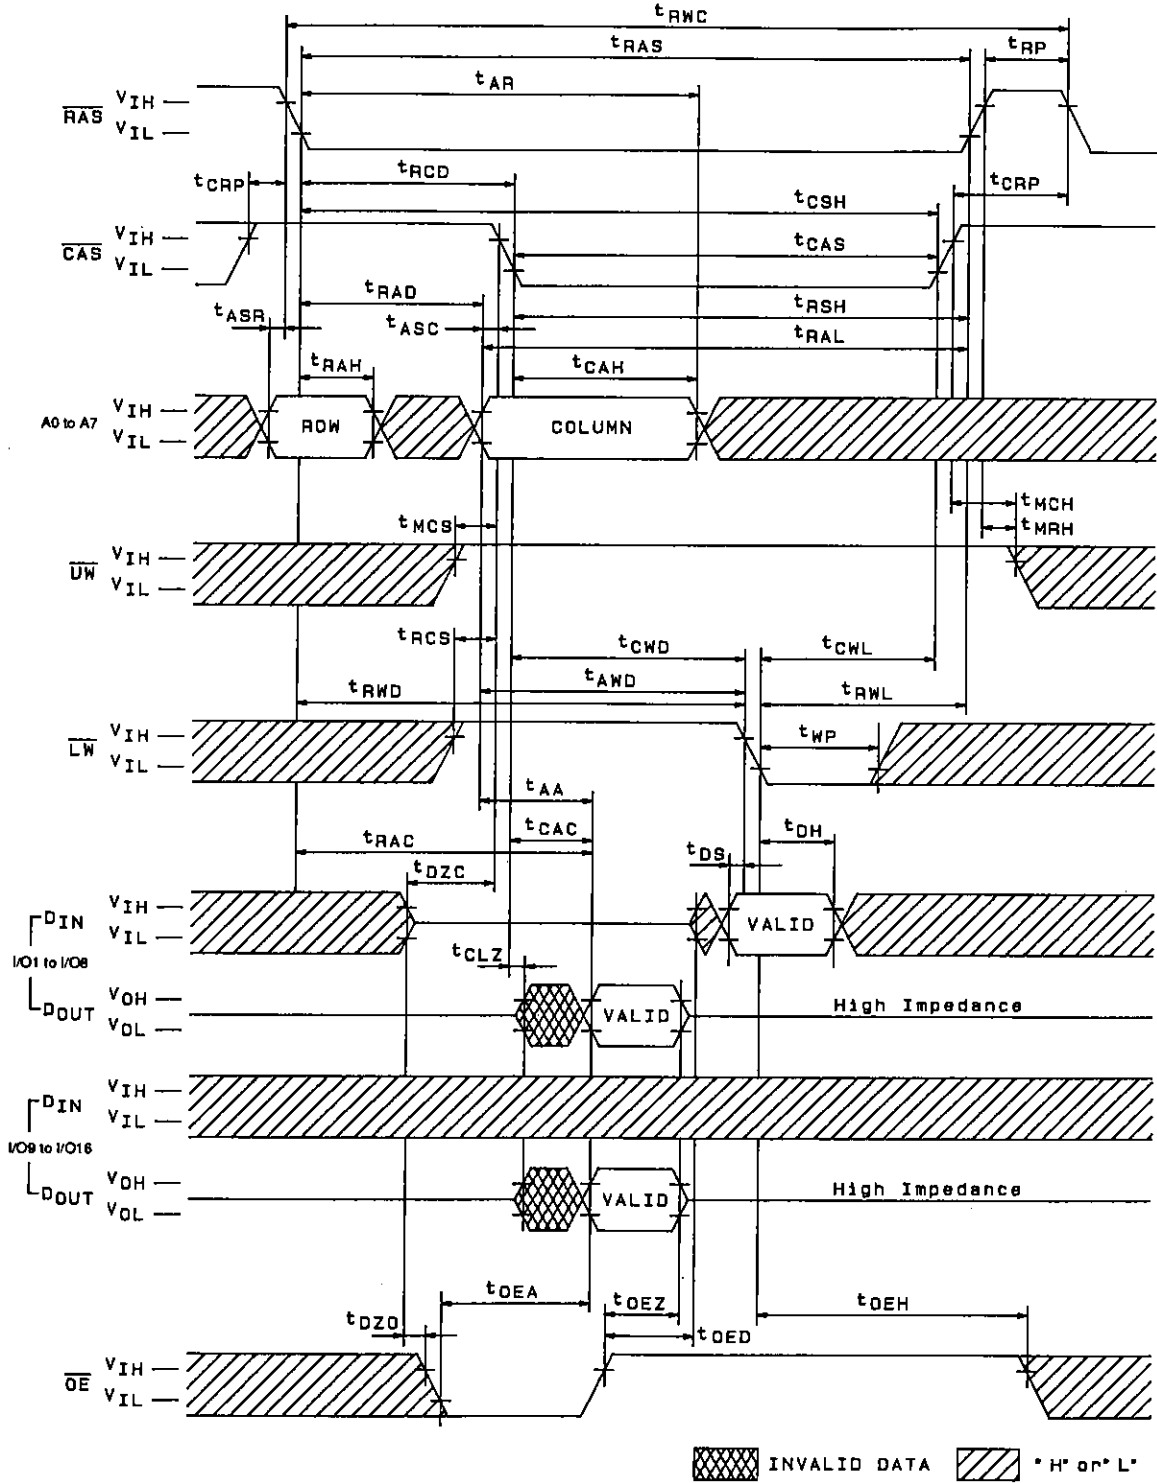 tRWC
tRAS
tRP
tAR
RAS
VIH
VIL
tCRP
tRCD
tCRP
tCSH
CAS
VIH
VIL
tCAS
tRAD
tRSH
tASR
tASC
tRAL
tRAH
tCAH
A0 to A7
VIH
VIL
ROW
COLUMN
tMCH
tMCS
tMRH
UW
VIH
VIL
tRCS
tCWD
tCWL
tAWD
tRWD
tRWL
LW
VIH
VIL
tWP
tAA
tCAC
tRAC
tDH
tDS
tDZC
DIN
VIH
VIL
VALID
I/O1 to I/O8
tCLZ
DOUT
VOH
VOL
VALID
High Impedance
DIN
VIH
VIL
I/O9 to I/O16
DOUT
VOH
VOL
VALID
High Impedance
tOEA
tOEZ
tOEH
tDZO
tOED
OE
VIH
VIL
INVALID DATA
"H" or "L"